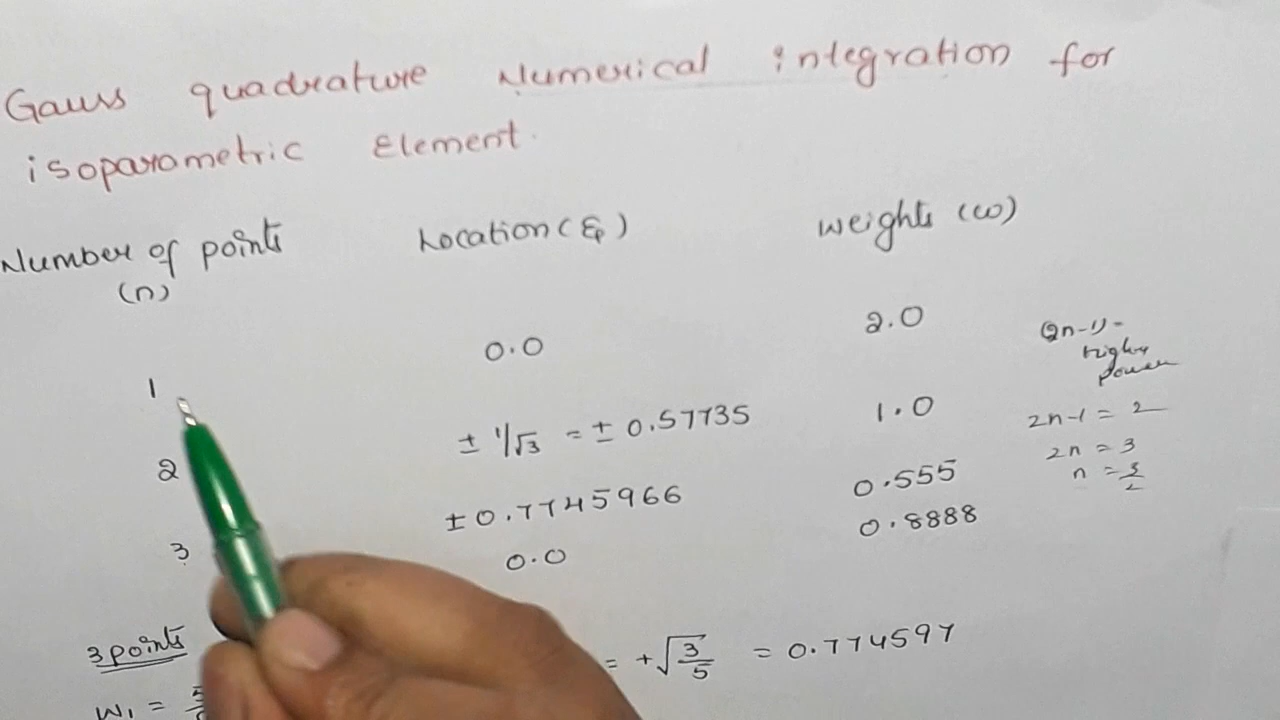 Gauss quadrature Numerical integration for
isoparametric Element.
Number of points (n) Location (ξ) Weights (w)
1 0.0 2.0
2 ± 1/√3 = ± 0.57735 1.0
3 ± 0.7745966 0.555
0.0 0.8888
(2n-1) -
power
2n-1 = 2
2n = 3
n = 3/2
3 points
= +√3/5 = 0.774597
W1 =